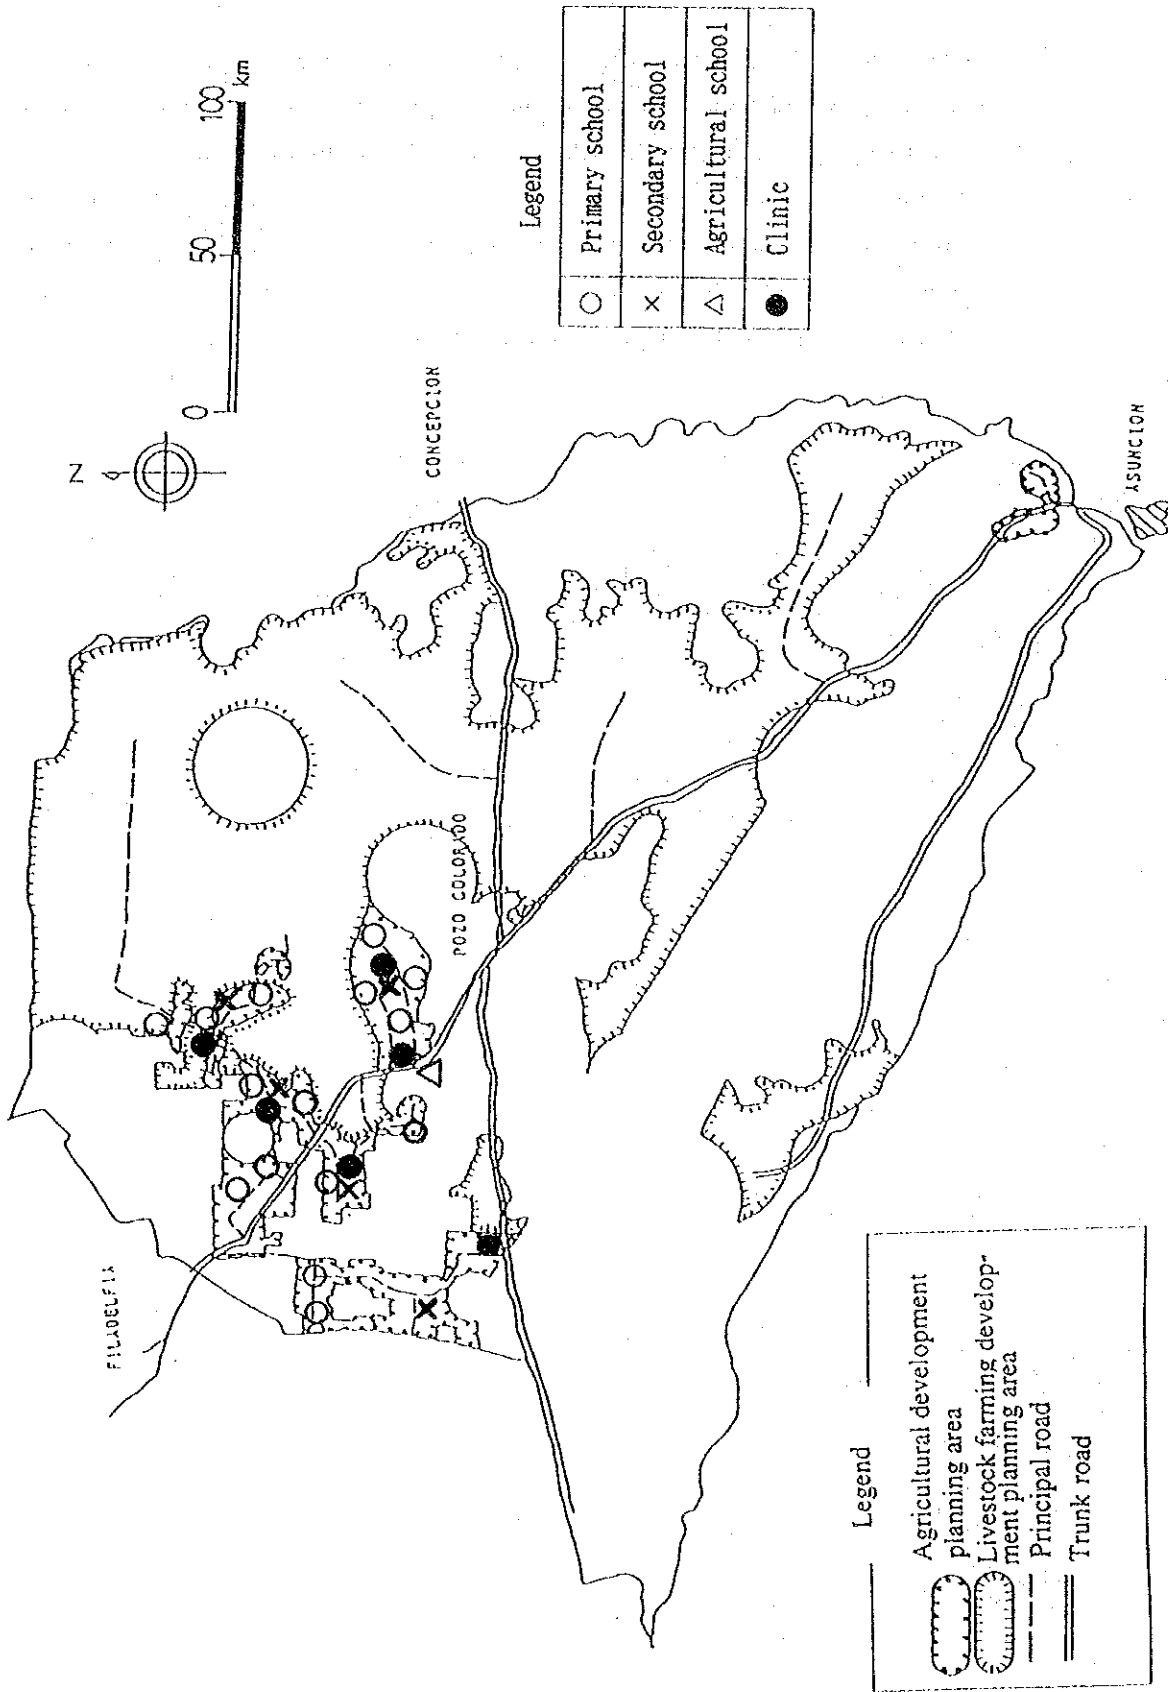 N
0
50
100
km
FILADELFIA
POZO COLORADO
CONCEPCION
ASUNCION
Legend
Primary school
Secondary school
Agricultural school
Clinic
Legend
Agricultural development
planning area
Livestock farming develop-
ment planning area
Principal road
Trunk road